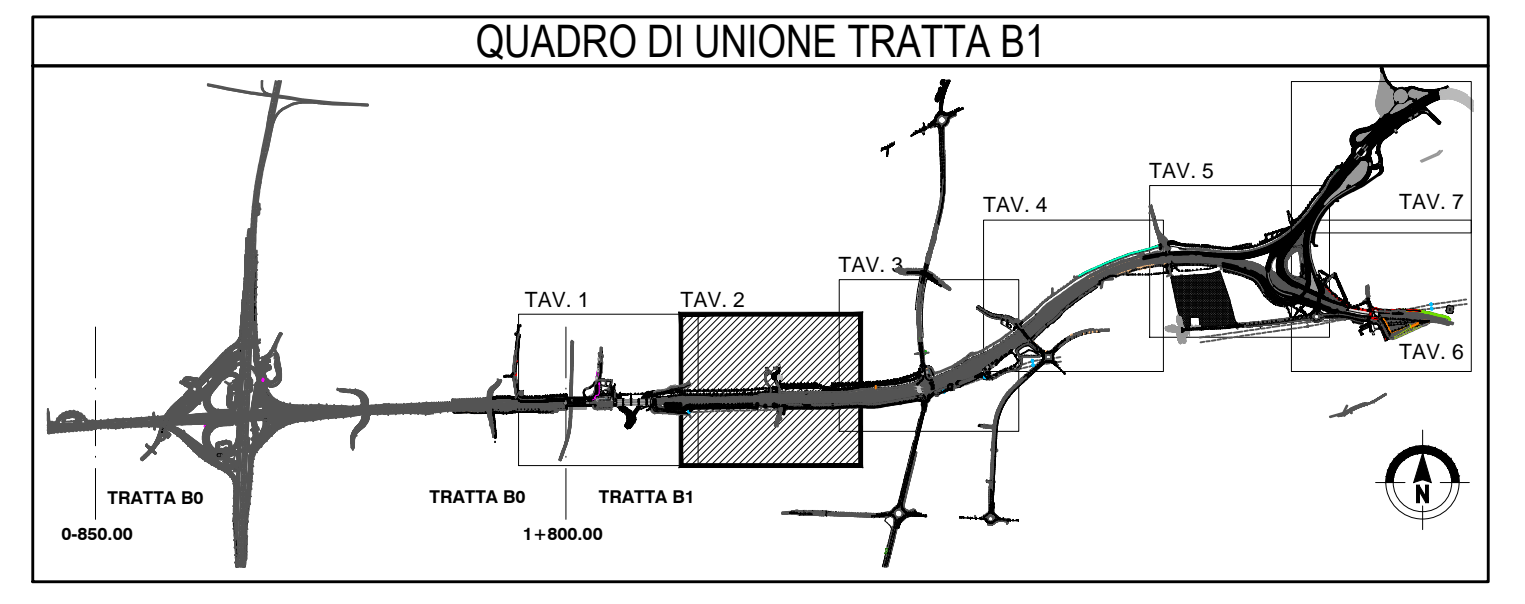 QUADRO DI UNIONE TRATTA B1
TAV. 5
TAV. 7
TAV. 4
TAV. 3
TAV. 1
TAV. 2
TAV. 6
TRATTA B0
TRATTA B0
TRATTA B1
N
0-850.00
1+800.00